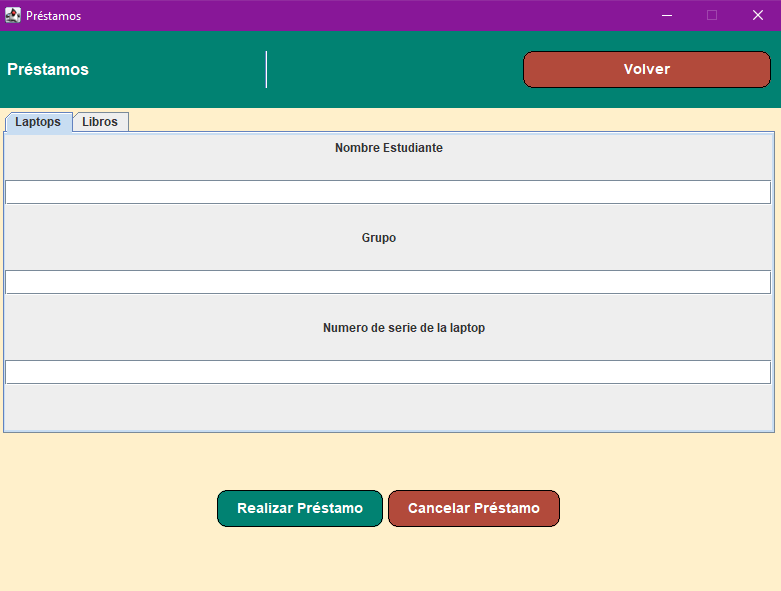 Préstamos
Préstamos
Volver
Laptops Libros
Nombre Estudiante
Grupo
Numero de serie de la laptop
Realizar Préstamo Cancelar Préstamo